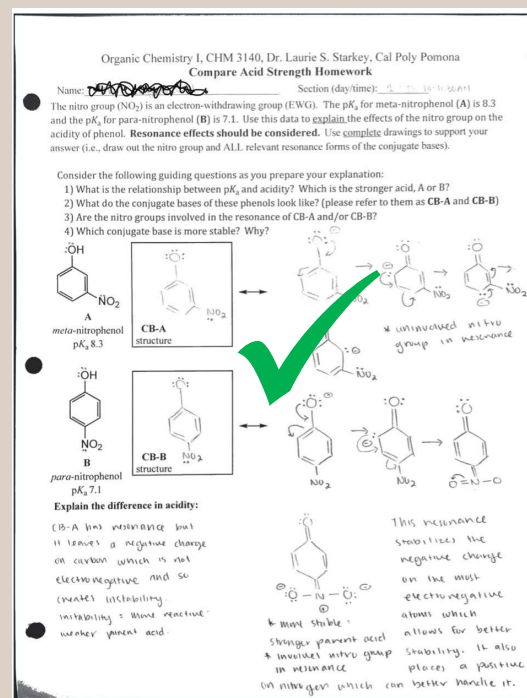 Organic Chemistry I, CHM 3140, Dr. Laurie S. Starkey, Cal Poly Pomona
Compare Acid Strength Homework
Name: Section (day/time):
The nitro group (NO₂) is an electron-withdrawing group (EWG). The pKₐ for meta-nitrophenol (A) is 8.3
and the pKₐ for para-nitrophenol (B) is 7.1. Use this data to explain the effects of the nitro group on the
acidity of phenol. Resonance effects should be considered. Use complete drawings to support your
answer (i.e., draw out the nitro group and ALL relevant resonance forms of the conjugate bases).
Consider the following guiding questions as you prepare your explanation:
1) What is the relationship between pKₐ and acidity? Which is the stronger acid, A or B?
2) What do the conjugate bases of these phenols look like? (please refer to them as CB-A and CB-B)
3) Are the nitro groups involved in the resonance of CB-A and/or CB-B?
4) Which conjugate base is more stable? Why?
:ÖH
N̈O₂
A
meta-nitrophenol
pKₐ 8.3
:Ö:
NO₂
CB-A
structure
:Ö:
NO₂
:O
NO₂
:O
NO₂
NO₂
* uninvolved nitro
group in resonance
:ÖH
NO₂
B
para-nitrophenol
pKₐ 7.1
:Ö:
NO₂
CB-B
structure
:Ö:
NO₂
:O:
NO₂
:O
O=N-O
Explain the difference in acidity:
CB-A has resonance but
it leaves a negative charge
on carbon which is not
electronegative and so
creates instability.
instability = more reactive.
weaker parent acid.
:O
:Ö - N - Ö:
* more stable:
stronger parent acid
* involves nitro group
in resonance
This resonance
stabilizes the
negative charge
on the most
electronegative
atoms which
allows for better
stability. It also
places a positive
on nitrogen which can better handle it.